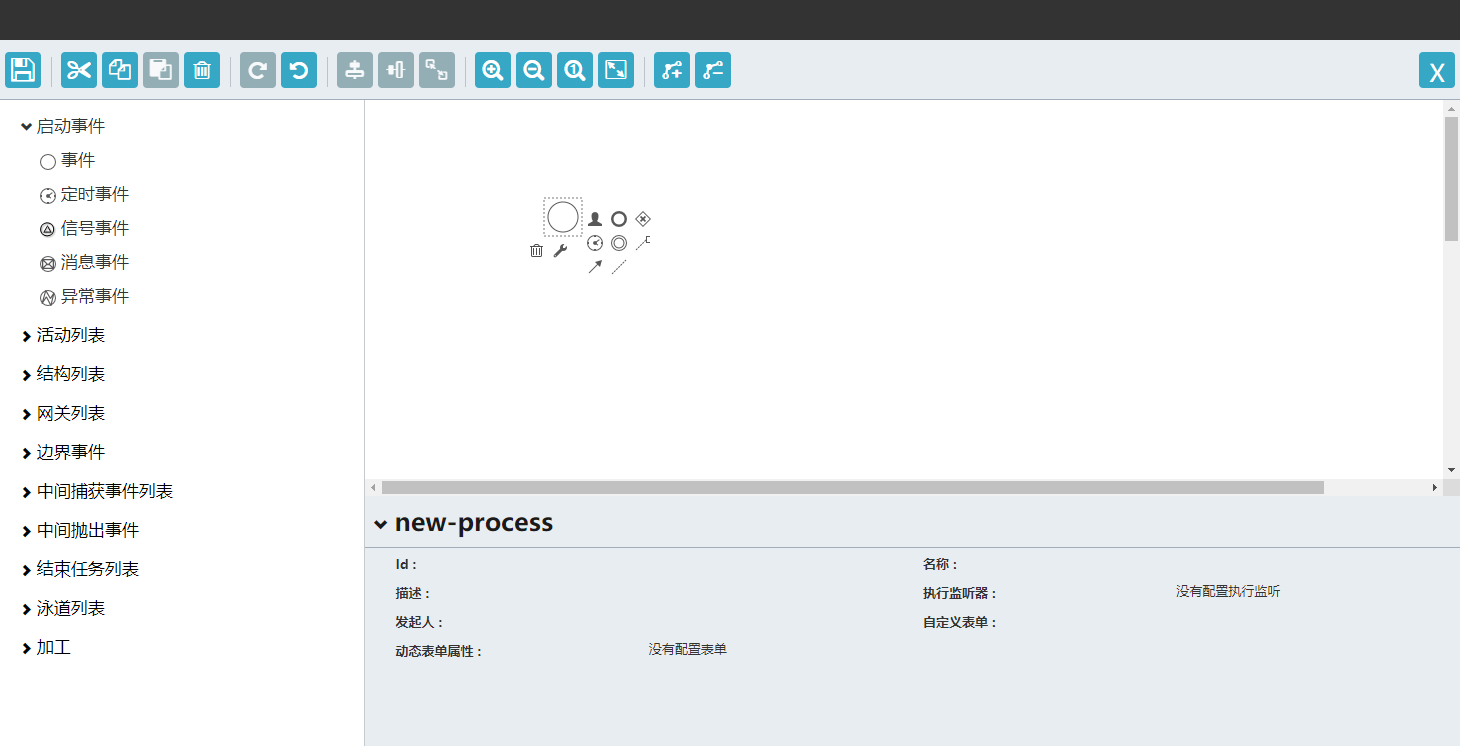 X
启动事件
事件
定时事件
信号事件
消息事件
异常事件
活动列表
结构列表
网关列表
边界事件
中间捕获事件列表
中间抛出事件
结束任务列表
泳道列表
加工
new-process
Id :
名称 :
描述 :
执行监听器 :
没有配置执行监听
发起人 :
自定义表单 :
动态表单属性 :
没有配置表单